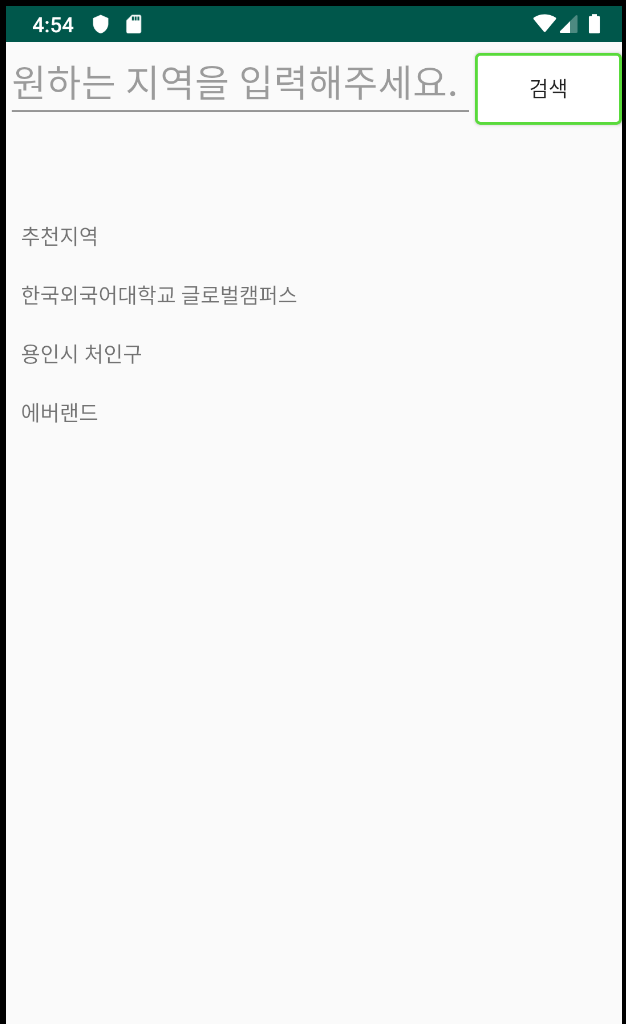 4:54
원하는 지역을 입력해주세요.
검색
추천지역
한국외국어대학교 글로벌캠퍼스
용인시 처인구
에버랜드